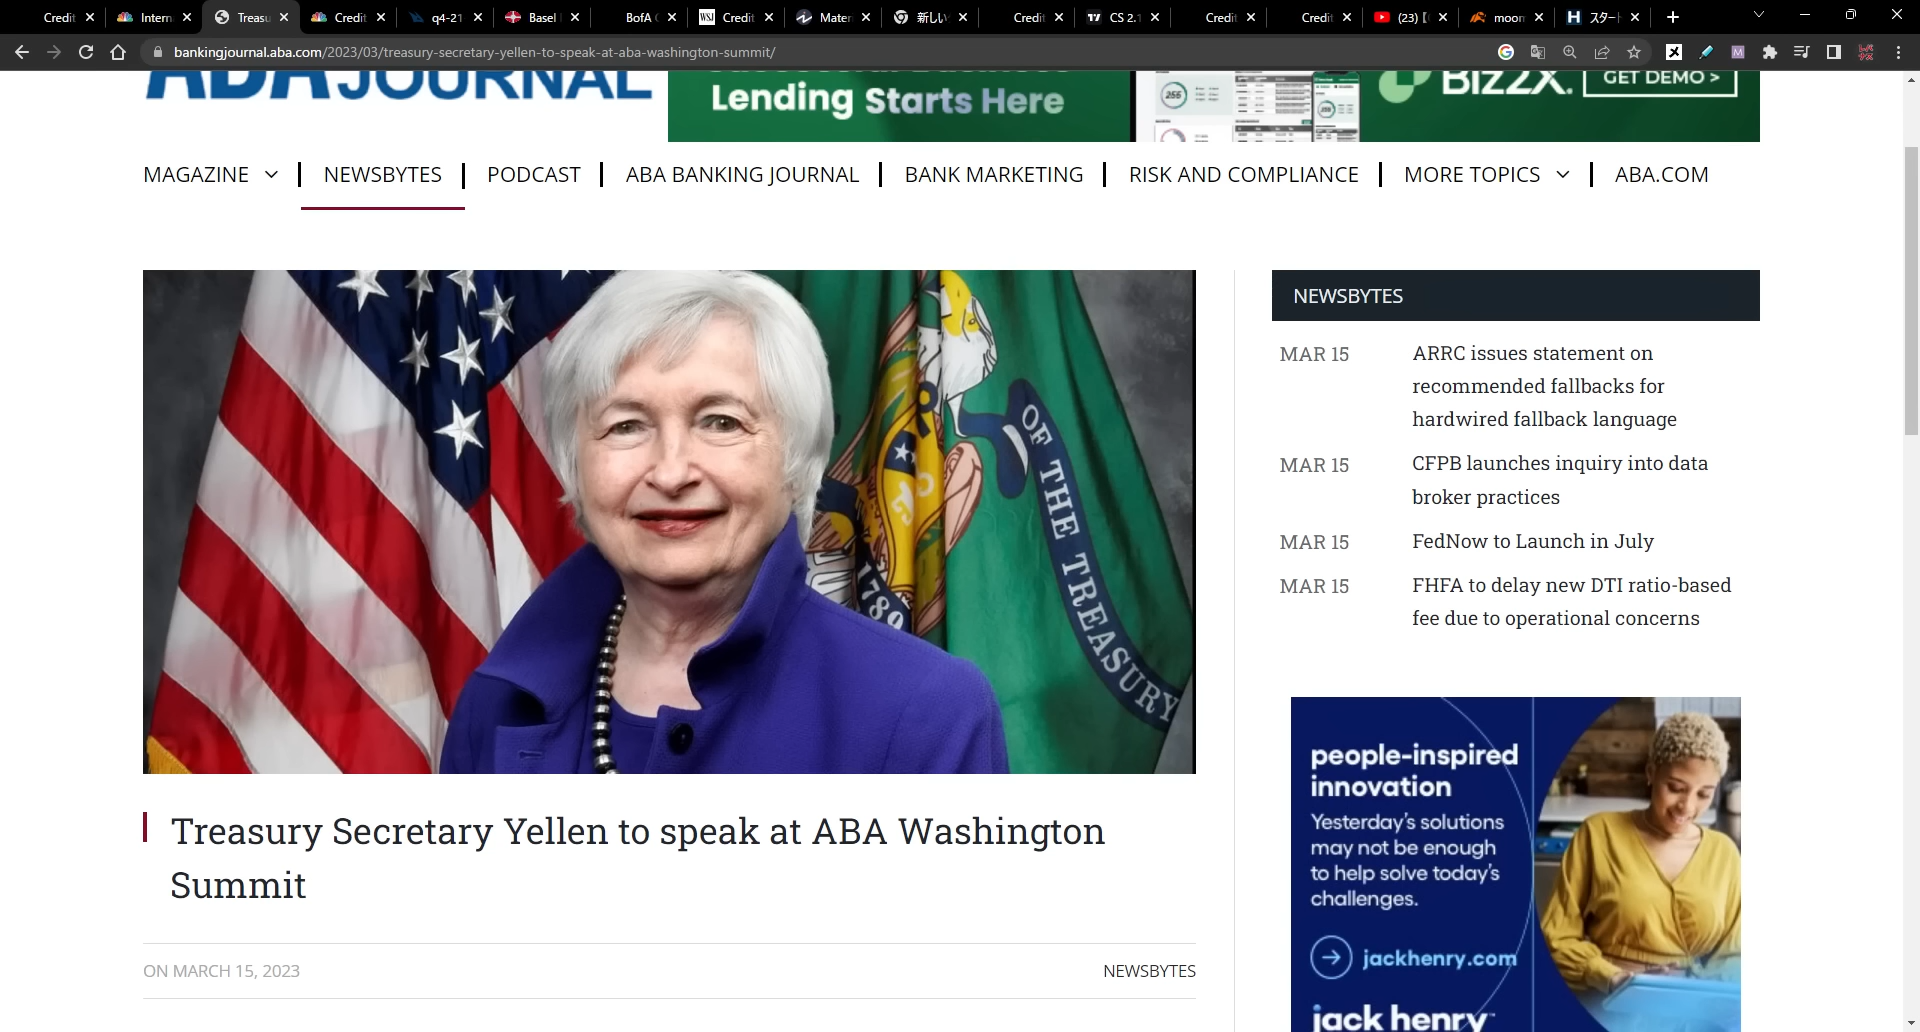 Credit
Intern
Treasu
Credit
q4-21
Basel
BofA
WSJ Credit
Mater
新しい
Credit
CS 2.1
Credit
Credit
(23)
moon
スター
bankingjournal.aba.com/2023/03/treasury-secretary-yellen-to-speak-at-aba-washington-summit/
ABA JOURNAL
Lending Starts Here
256
BIZ2X.
GET DEMO >
MAGAZINE
NEWSBYTES
PODCAST
ABA BANKING JOURNAL
BANK MARKETING
RISK AND COMPLIANCE
MORE TOPICS
ABA.COM
OF THE TREASURY
1789
Treasury Secretary Yellen to speak at ABA Washington
Summit
ON MARCH 15, 2023
NEWSBYTES
NEWSBYTES
MAR 15
ARRC issues statement on
recommended fallbacks for
hardwired fallback language
MAR 15
CFPB launches inquiry into data
broker practices
MAR 15
FedNow to Launch in July
MAR 15
FHFA to delay new DTI ratio-based
fee due to operational concerns
people-inspired
innovation
Yesterday's solutions
may not be enough
to help solve today's
challenges.
jackhenry.com
jack henry™